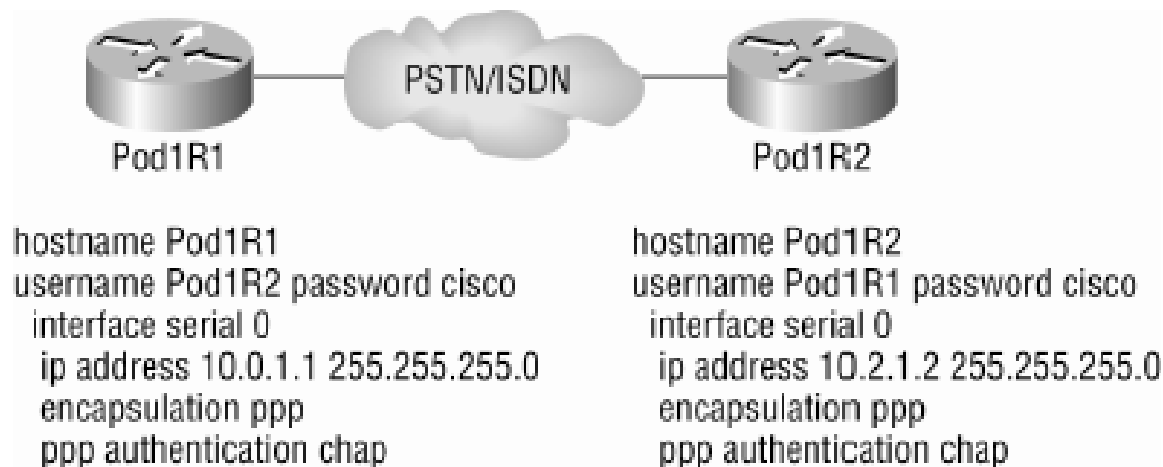 PSTN/ISDN
Pod1R1
Pod1R2
hostname Pod1R1
username Pod1R2 password cisco
interface serial 0
ip address 10.0.1.1 255.255.255.0
encapsulation ppp
ppp authentication chap
hostname Pod1R2
username Pod1R1 password cisco
interface serial 0
ip address 10.2.1.2 255.255.255.0
encapsulation ppp
ppp authentication chap